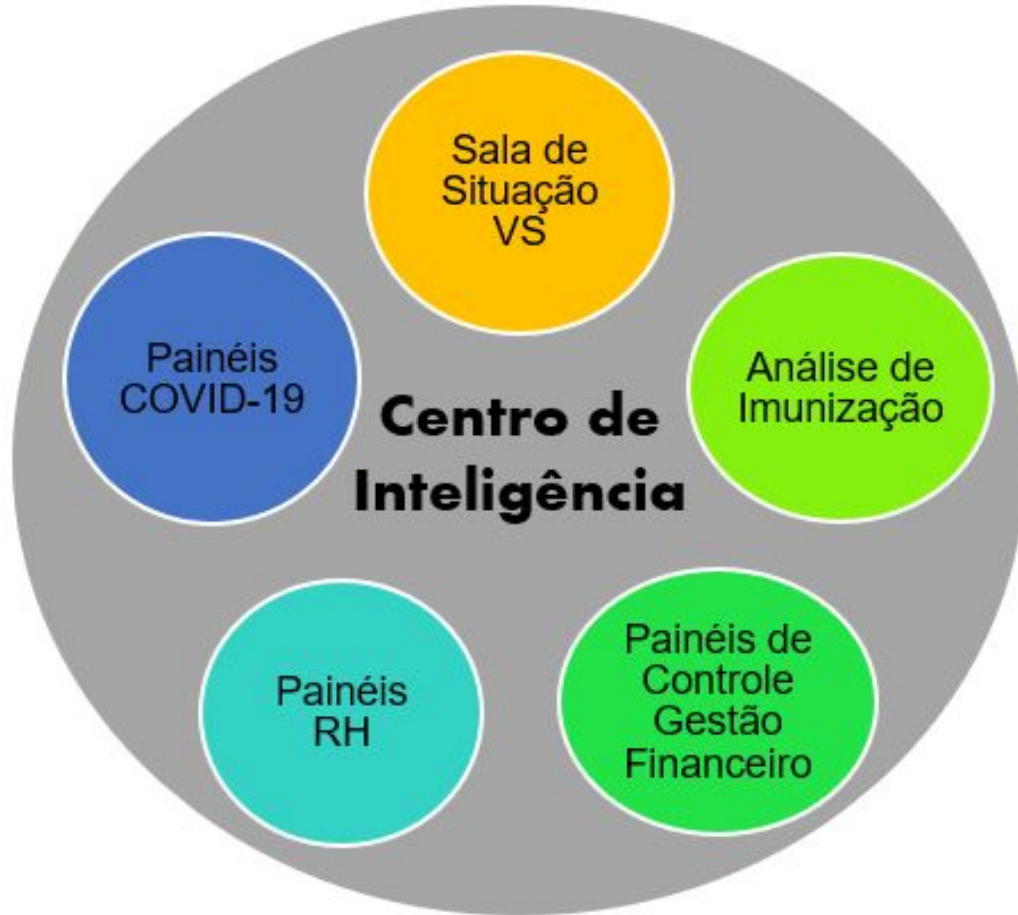 Sala de
Situação
VS
Painéis
COVID-19
Análise de
Imunização
Centro de
Inteligência
Painéis
RH
Painéis de
Controle
Gestão
Financeiro